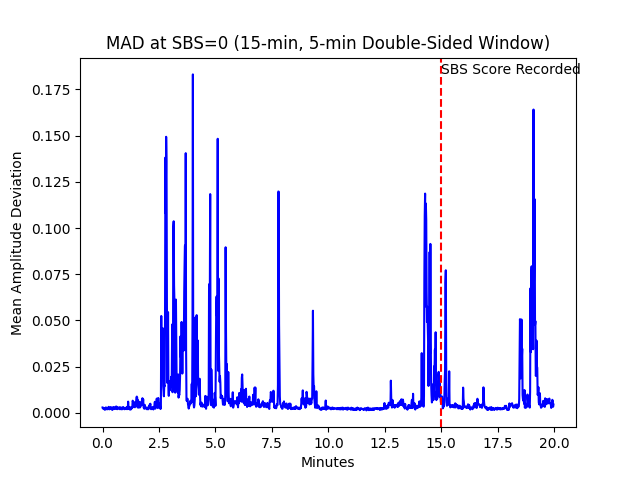 MAD at SBS=0 (15-min, 5-min Double-Sided Window)
SBS Score Recorded
0.175
0.150
0.125
0.100
0.075
0.050
0.025
0.000
Mean Amplitude Deviation
0.0 2.5 5.0 7.5 10.0 12.5 15.0 17.5 20.0
Minutes